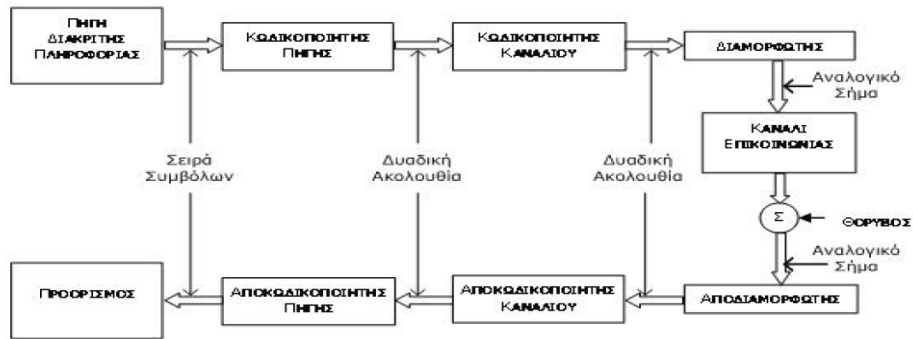 ΠΗΓΗ
ΔΙΑΚΡΙΤΗΣ
ΠΛΗΡΟΦΟΡΙΑΣ
ΚΩΔΙΚΟΠΟΙΗΤΗΣ
ΠΗΓΗΣ
ΚΩΔΙΚΟΠΟΙΗΤΗΣ
ΚΑΝΑΛΙΟΥ
ΔΙΑΜΟΡΦΩΤΗΣ
Αναλογικό
Σήμα
ΚΑΝΑΛΙ
ΕΠΙΚΟΙΝΩΝΙΑΣ
Σειρά
Συμβόλων
Δυαδική
Ακολουθία
Δυαδική
Ακολουθία
Σ
ΘΟΡΥΒΟΣ
Αναλογικό
Σήμα
ΠΡΟΟΡΙΣΜΟΣ
ΑΠΟΚΩΔΙΚΟΠΟΙΗΤΗΣ
ΠΗΓΗΣ
ΑΠΟΚΩΔΙΚΟΠΟΙΗΤΗΣ
ΚΑΝΑΛΙΟΥ
ΑΠΟΔΙΑΜΟΡΦΩΤΗΣ